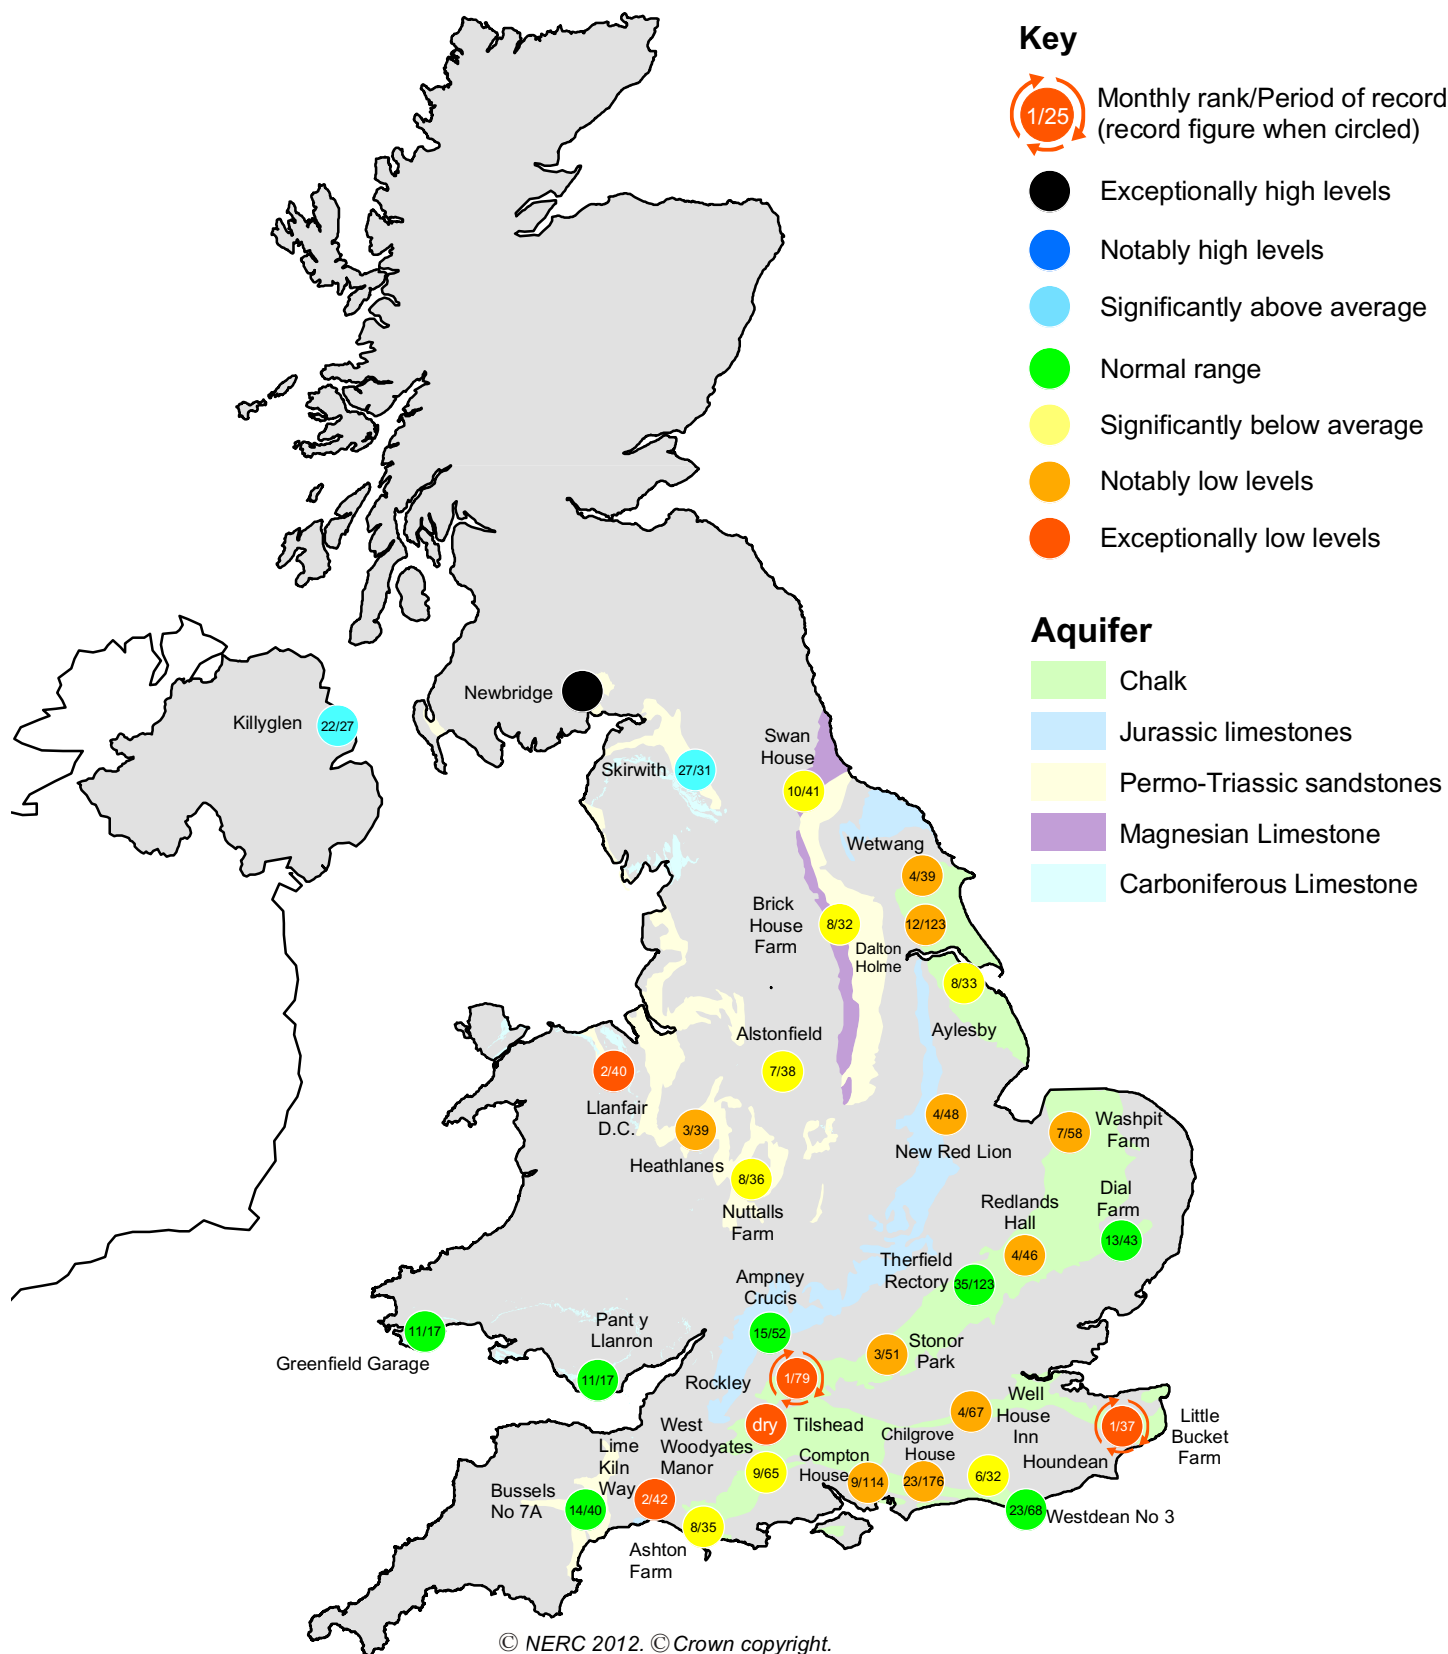 Key
1/25
Monthly rank/Period of record
(record figure when circled)
Exceptionally high levels
Notably high levels
Significantly above average
Normal range
Significantly below average
Notably low levels
Exceptionally low levels
Aquifer
Chalk
Jurassic limestones
Permo-Triassic sandstones
Magnesian Limestone
Carboniferous Limestone
Newbridge
Killyglen
22/27
Skirwith
27/31
Swan
House
10/41
Wetwang
4/39
Brick
House
Farm
8/32
12/123
Dalton
Holme
8/33
Aylesby
Alstonfield
7/38
2/40
Llanfair
D.C.
3/39
Heathlanes
4/48
New Red Lion
7/58
Washpit
Farm
8/36
Nuttalls
Farm
Redlands
Hall
4/46
Dial
Farm
13/43
Therfield
Rectory
35/123
Ampney
Crucis
15/52
Pant y
Llanron
11/17
11/17
Greenfield Garage
Stonor
Park
3/51
Rockley
1/79
dry
Tilshead
West
Woodyates
Manor
9/65
Well
House
Inn
4/67
1/37
Little
Bucket
Farm
Chilgrove
House
23/176
Compton
House
9/114
Houndean
6/32
23/68
Westdean No 3
Lime
Kiln
Way
2/42
Bussels
No 7A
14/40
8/35
Ashton
Farm
© NERC 2012. © Crown copyright.